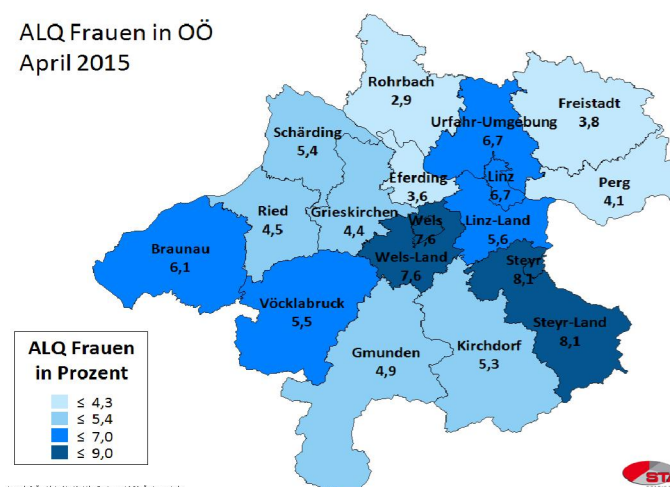 ALQ Frauen in OÖ
April 2015
Rohrbach
2,9
Freistadt
3,8
Urfahr-Umgebung
6,7
Schärding
5,4
Eferding
3,6
Linz
6,7
Perg
4,1
Ried
4,5
Grieskirchen
4,4
Wels
7,6
Linz-Land
5,6
Braunau
6,1
Wels-Land
7,6
Steyr
8,1
Vöcklabruck
5,5
Steyr-Land
8,1
Gmunden
4,9
Kirchdorf
5,3
ALQ Frauen
in Prozent
≤ 4,3
≤ 5,4
≤ 7,0
≤ 9,0